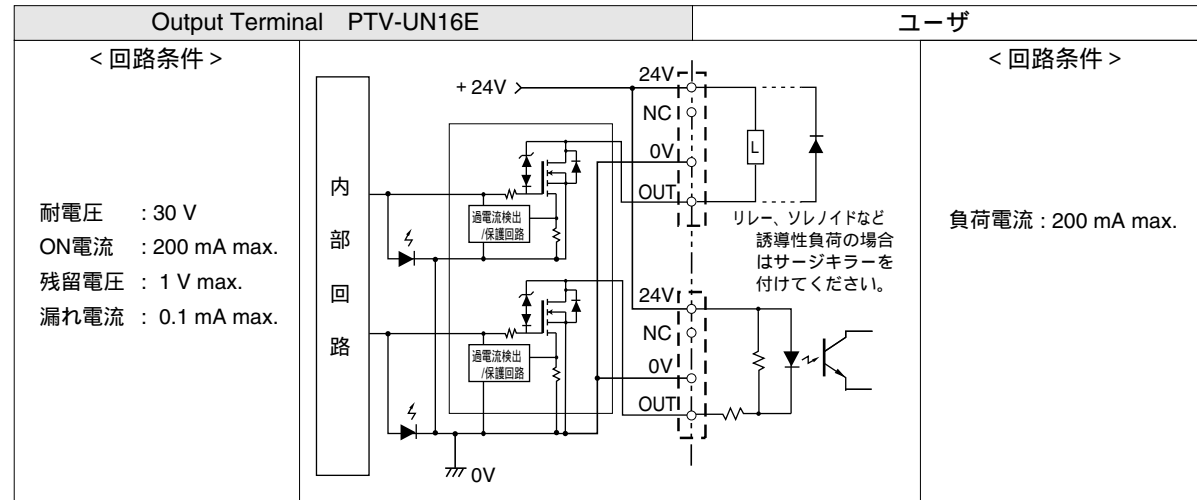 Output Terminal PTV-UN16E
ユーザ
<回路条件>
耐電圧 : 30 V
ON電流 : 200 mA max.
残留電圧 : 1 V max.
漏れ電流 : 0.1 mA max.
内部回路
+24V
過電流検出
/保護回路
過電流検出
/保護回路
0V
24V
NC
0V
OUT
L
リレー、ソレノイドなど
誘導性負荷の場合
はサージキラーを
付けてください。
24V
NC
0V
OUT
<回路条件>
負荷電流 : 200 mA max.